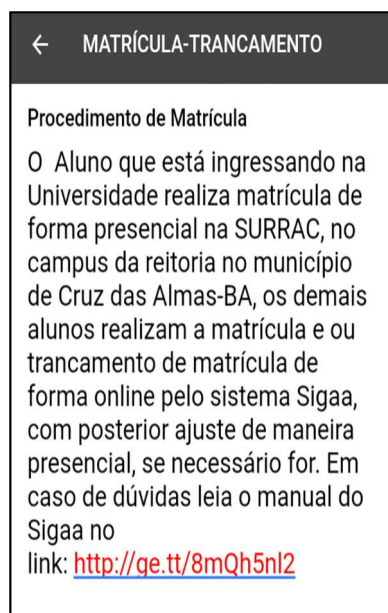 ← MATRÍCULA-TRANCAMENTO
Procedimento de Matrícula
O Aluno que está ingressando na
Universidade realiza matrícula de
forma presencial na SURRAC, no
campus da reitoria no município
de Cruz das Almas-BA, os demais
alunos realizam a matrícula e ou
trancamento de matrícula de
forma online pelo sistema Sigaa,
com posterior ajuste de maneira
presencial, se necessário for. Em
caso de dúvidas leia o manual do
Sigaa no
link: http://ge.tt/8mQh5nl2